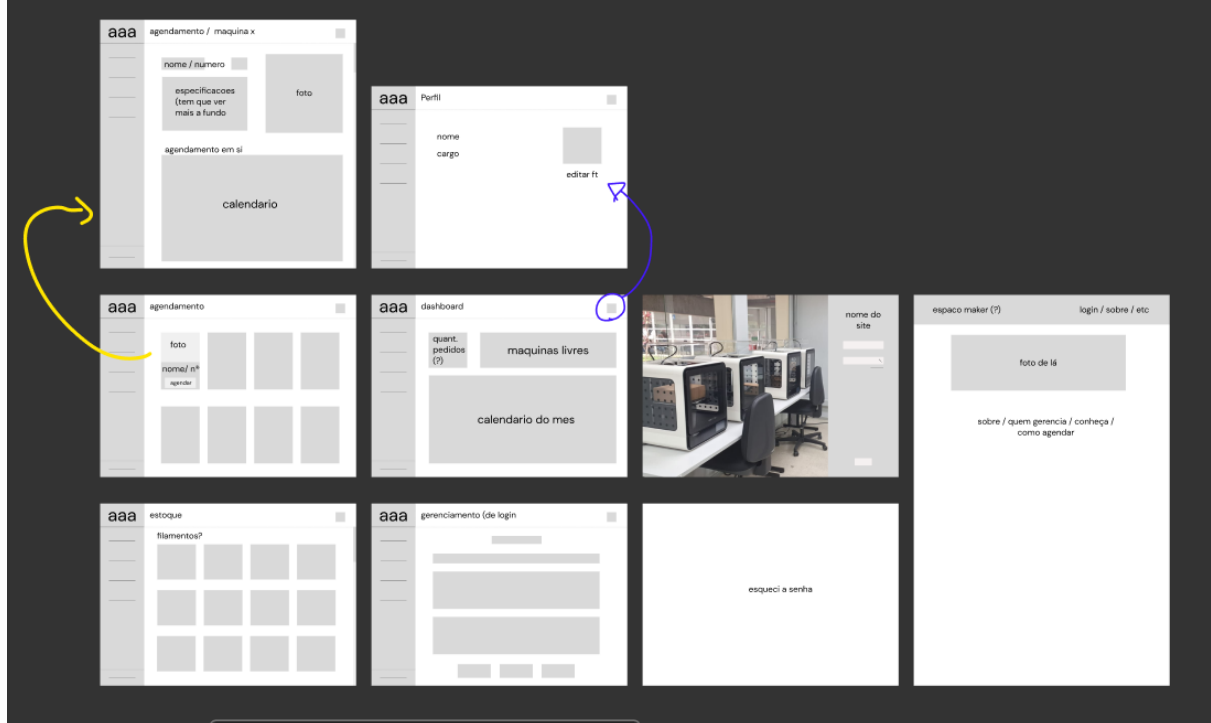 aaa
agendamento / maquina x
nome / numero
especificacoes
(tem que ver
mais a fundo
foto
agendamento em si
calendario
aaa
Perfil
nome
cargo
editar ft
aaa
agendamento
foto
nome/ nº
agendar
aaa
dashboard
quant.
pedidos
(?)
maquinas livres
calendario do mes
nome do
site
espaco maker (?)
login / sobre / etc
foto de lá
sobre / quem gerencia / conheça /
como agendar
aaa
estoque
filamentos?
aaa
gerenciamento (de login
esqueci a senha